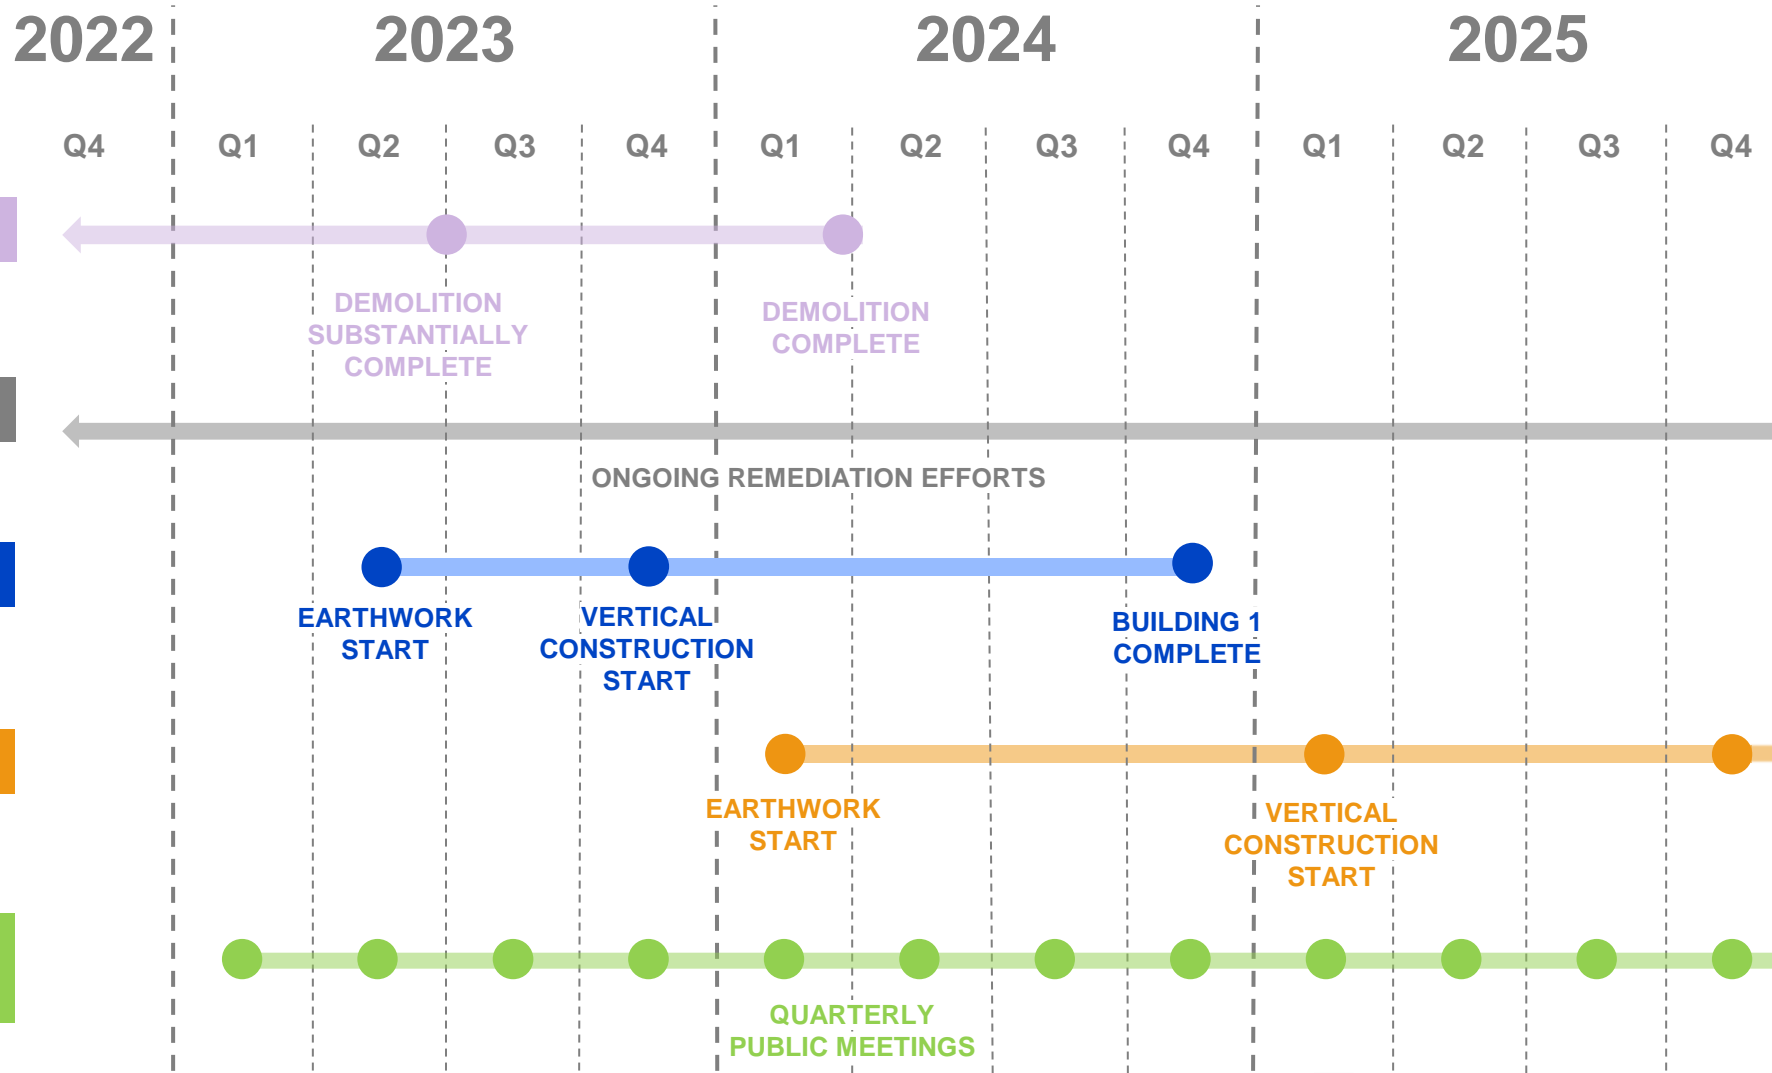 2022 2023 2024 2025
Q4 Q1 Q2 Q3 Q4 Q1 Q2 Q3 Q4 Q1 Q2 Q3 Q4
DEMOLITION
SUBSTANTIALLY
COMPLETE
DEMOLITION
COMPLETE
ONGOING REMEDIATION EFFORTS
EARTHWORK
START
VERTICAL
CONSTRUCTION
START
BUILDING 1
COMPLETE
EARTHWORK
START
VERTICAL
CONSTRUCTION
START
QUARTERLY
PUBLIC MEETINGS